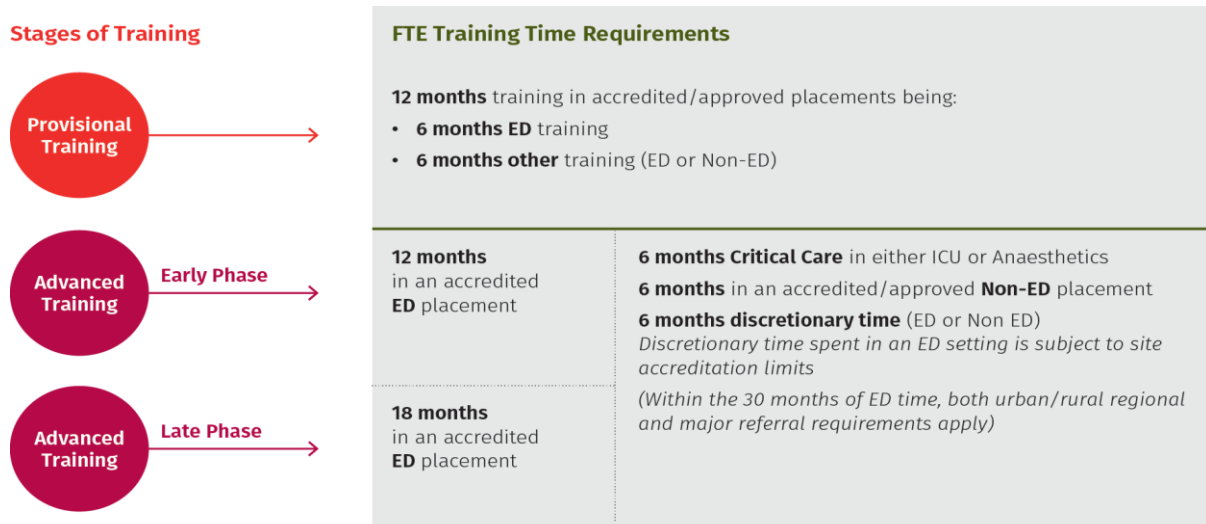 Stages of Training
FTE Training Time Requirements
Provisional
Training
12 months training in accredited/approved placements being:
• 6 months ED training
• 6 months other training (ED or Non-ED)
Advanced
Training
Early Phase
12 months
in an accredited
ED placement
6 months Critical Care in either ICU or Anaesthetics
6 months in an accredited/approved Non-ED placement
6 months discretionary time (ED or Non ED)
Discretionary time spent in an ED setting is subject to site
accreditation limits
(Within the 30 months of ED time, both urban/rural regional
and major referral requirements apply)
Advanced
Training
Late Phase
18 months
in an accredited
ED placement